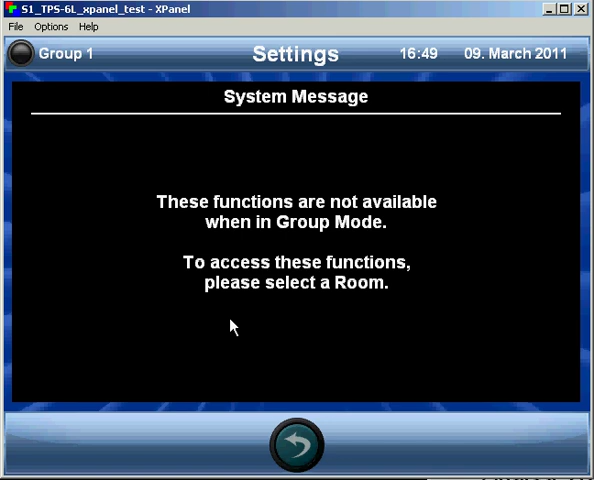 S1_TPS-6L_xpanel_test - XPanel
File Options Help
Group 1 Settings 16:49 09. March 2011
System Message
These functions are not available
when in Group Mode.
To access these functions,
please select a Room.